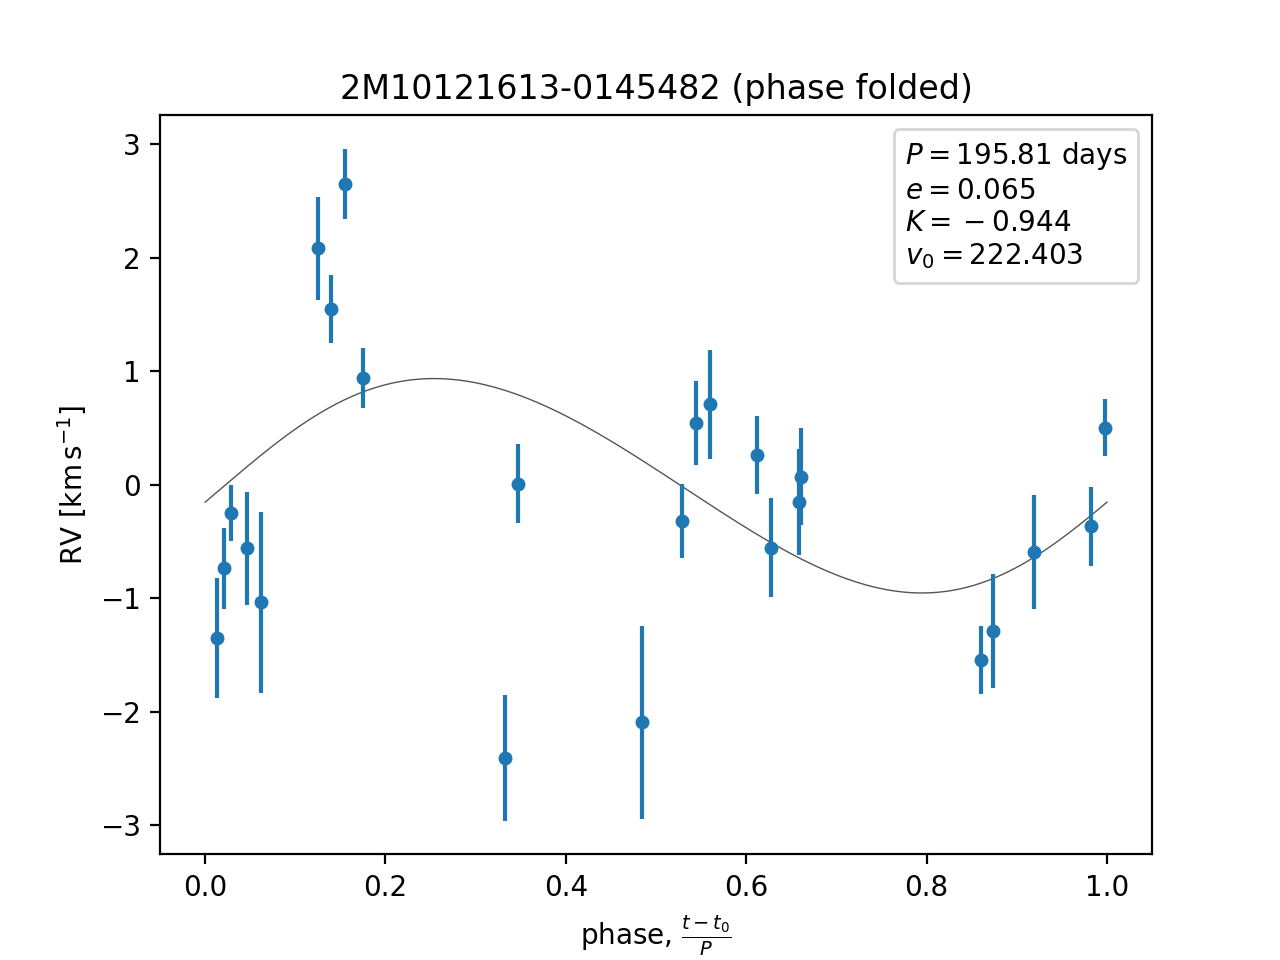 2M10121613-0145482 (phase folded)
P = 195.81 days
e = 0.065
K = −0.944
v₀ = 222.403
3
2
1
0
−1
−2
−3
RV [km s⁻¹]
0.0 0.2 0.4 0.6 0.8 1.0
phase, (t − t₀)/P